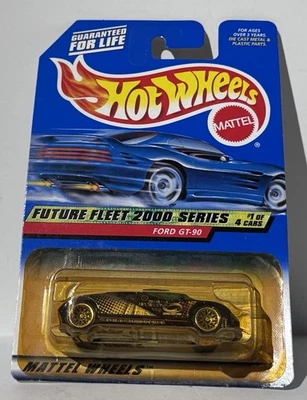 GUARANTEED
FOR LIFE
FOR AGES
OVER 3 YEARS.
DIE CAST METAL &
PLASTIC PARTS.
HOT WHEELS
MATTEL
®
FUTURE FLEET 2000 SERIES
#1 OF
4 CARS
FORD GT-90
MATTEL WHEELS